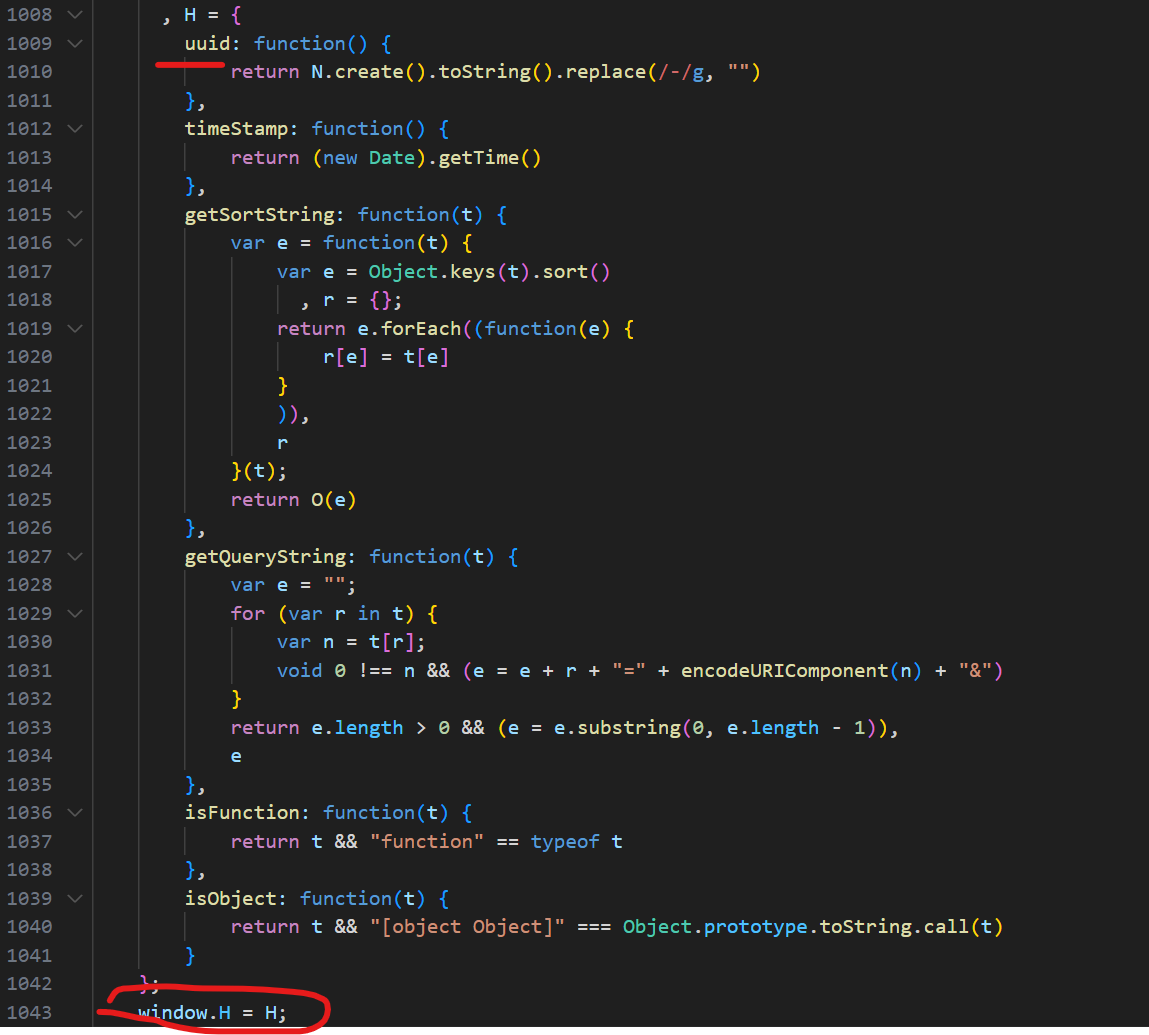 1008 , H = {
1009 uuid: function() {
1010 return N.create().toString().replace(/-/g, "")
1011 },
1012 timeStamp: function() {
1013 return (new Date).getTime()
1014 },
1015 getSortString: function(t) {
1016 var e = function(t) {
1017 var e = Object.keys(t).sort()
1018 , r = {};
1019 return e.forEach((function(e) {
1020 r[e] = t[e]
1021 }
1022 )),
1023 r
1024 }(t);
1025 return O(e)
1026 },
1027 getQueryString: function(t) {
1028 var e = "";
1029 for (var r in t) {
1030 var n = t[r];
1031 void 0 !== n && (e = e + r + "=" + encodeURIComponent(n) + "&")
1032 }
1033 return e.length > 0 && (e = e.substring(0, e.length - 1)),
1034 e
1035 },
1036 isFunction: function(t) {
1037 return t && "function" == typeof t
1038 },
1039 isObject: function(t) {
1040 return t && "[object Object]" === Object.prototype.toString.call(t)
1041 }
1042 };
1043 window.H = H;